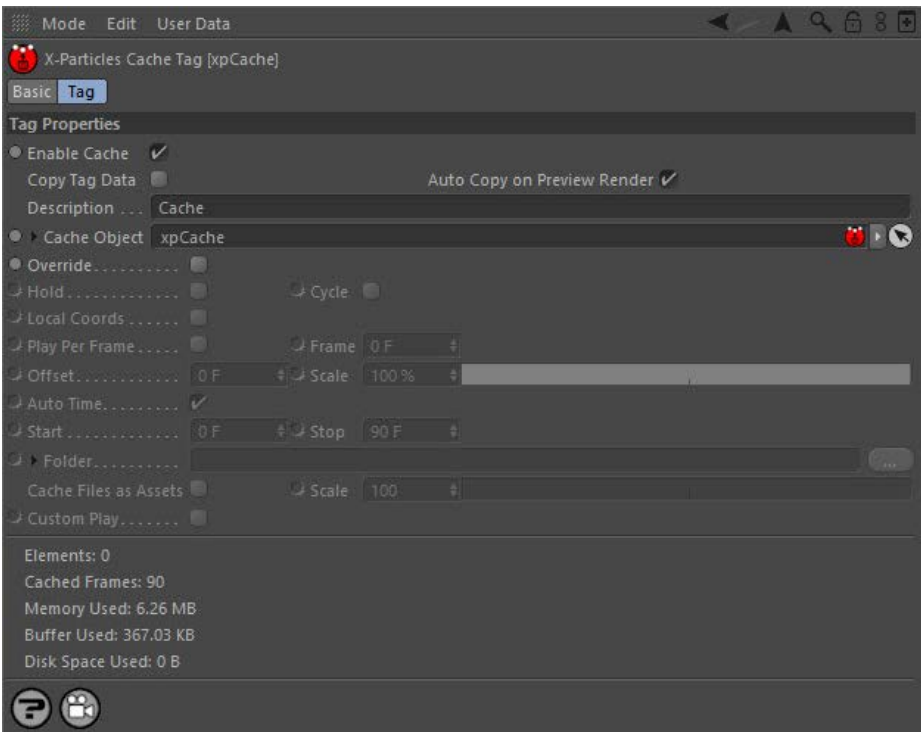 Mode Edit User Data
X-Particles Cache Tag [xpCache]
Basic Tag
Tag Properties
Enable Cache
Copy Tag Data Auto Copy on Preview Render
Description ... Cache
Cache Object xpCache
Override..........
Hold............. Cycle
Local Coords ......
Play Per Frame..... Frame 0 F
Offset............ 0 F Scale 100 %
Auto Time.........
Start............. 0 F Stop 90 F
Folder.......... ...
Cache Files as Assets Scale 100
Custom Play.......
Elements: 0
Cached Frames: 90
Memory Used: 6.26 MB
Buffer Used: 367.03 KB
Disk Space Used: 0 B
?